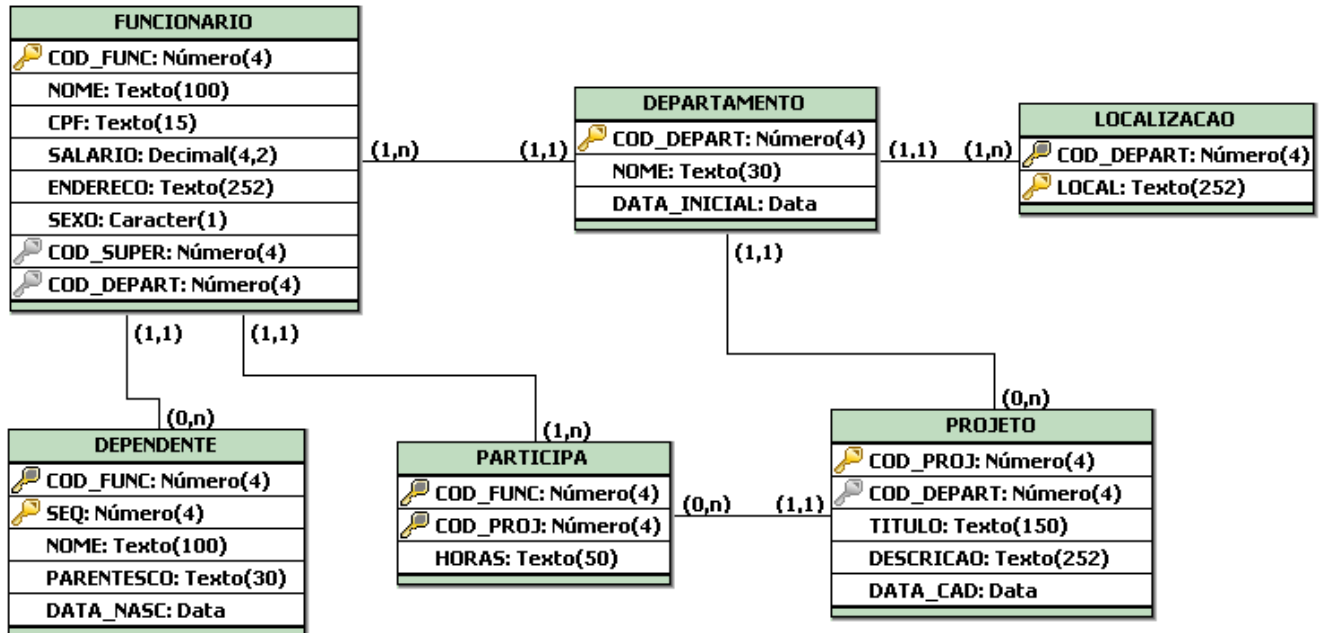 FUNCIONARIO
COD_FUNC: Número(4)
NOME: Texto(100)
CPF: Texto(15)
SALARIO: Decimal(4,2)
ENDERECO: Texto(252)
SEXO: Caracter(1)
COD_SUPER: Número(4)
COD_DEPART: Número(4)
(1,n)
(1,1)
DEPARTAMENTO
COD_DEPART: Número(4)
NOME: Texto(30)
DATA_INICIAL: Data
(1,1)
(1,n)
LOCALIZACAO
COD_DEPART: Número(4)
LOCAL: Texto(252)
(1,1)
(1,1)
(1,1)
(0,n)
DEPENDENTE
COD_FUNC: Número(4)
SEQ: Número(4)
NOME: Texto(100)
PARENTESCO: Texto(30)
DATA_NASC: Data
(1,n)
PARTICIPA
COD_FUNC: Número(4)
COD_PROJ: Número(4)
HORAS: Texto(50)
(0,n)
(1,1)
(0,n)
PROJETO
COD_PROJ: Número(4)
COD_DEPART: Número(4)
TITULO: Texto(150)
DESCRICAO: Texto(252)
DATA_CAD: Data